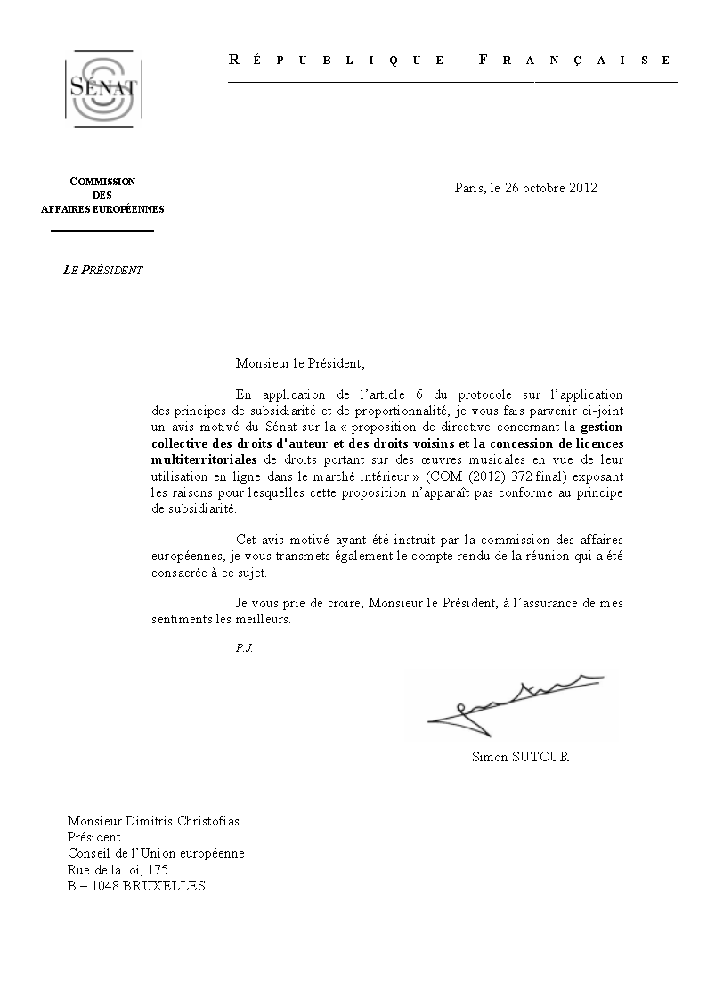 SÉNAT
RÉPUBLIQUE FRANÇAISE
COMMISSION
DES
AFFAIRES EUROPÉENNES
Paris, le 26 octobre 2012
LE PRÉSIDENT
Monsieur le Président,
En application de l’article 6 du protocole sur l’application
des principes de subsidiarité et de proportionnalité, je vous fais parvenir ci-joint
un avis motivé du Sénat sur la « proposition de directive concernant la gestion
collective des droits d'auteur et des droits voisins et la concession de licences
multiterritoriales de droits portant sur des œuvres musicales en vue de leur
utilisation en ligne dans le marché intérieur » (COM (2012) 372 final) exposant
les raisons pour lesquelles cette proposition n’apparaît pas conforme au principe
de subsidiarité.
Cet avis motivé ayant été instruit par la commission des affaires
européennes, je vous transmets également le compte rendu de la réunion qui a été
consacrée à ce sujet.
Je vous prie de croire, Monsieur le Président, à l’assurance de mes
sentiments les meilleurs.
P.J.
Simon SUTOUR
Monsieur Dimitris Christofias
Président
Conseil de l’Union européenne
Rue de la loi, 175
B – 1048 BRUXELLES